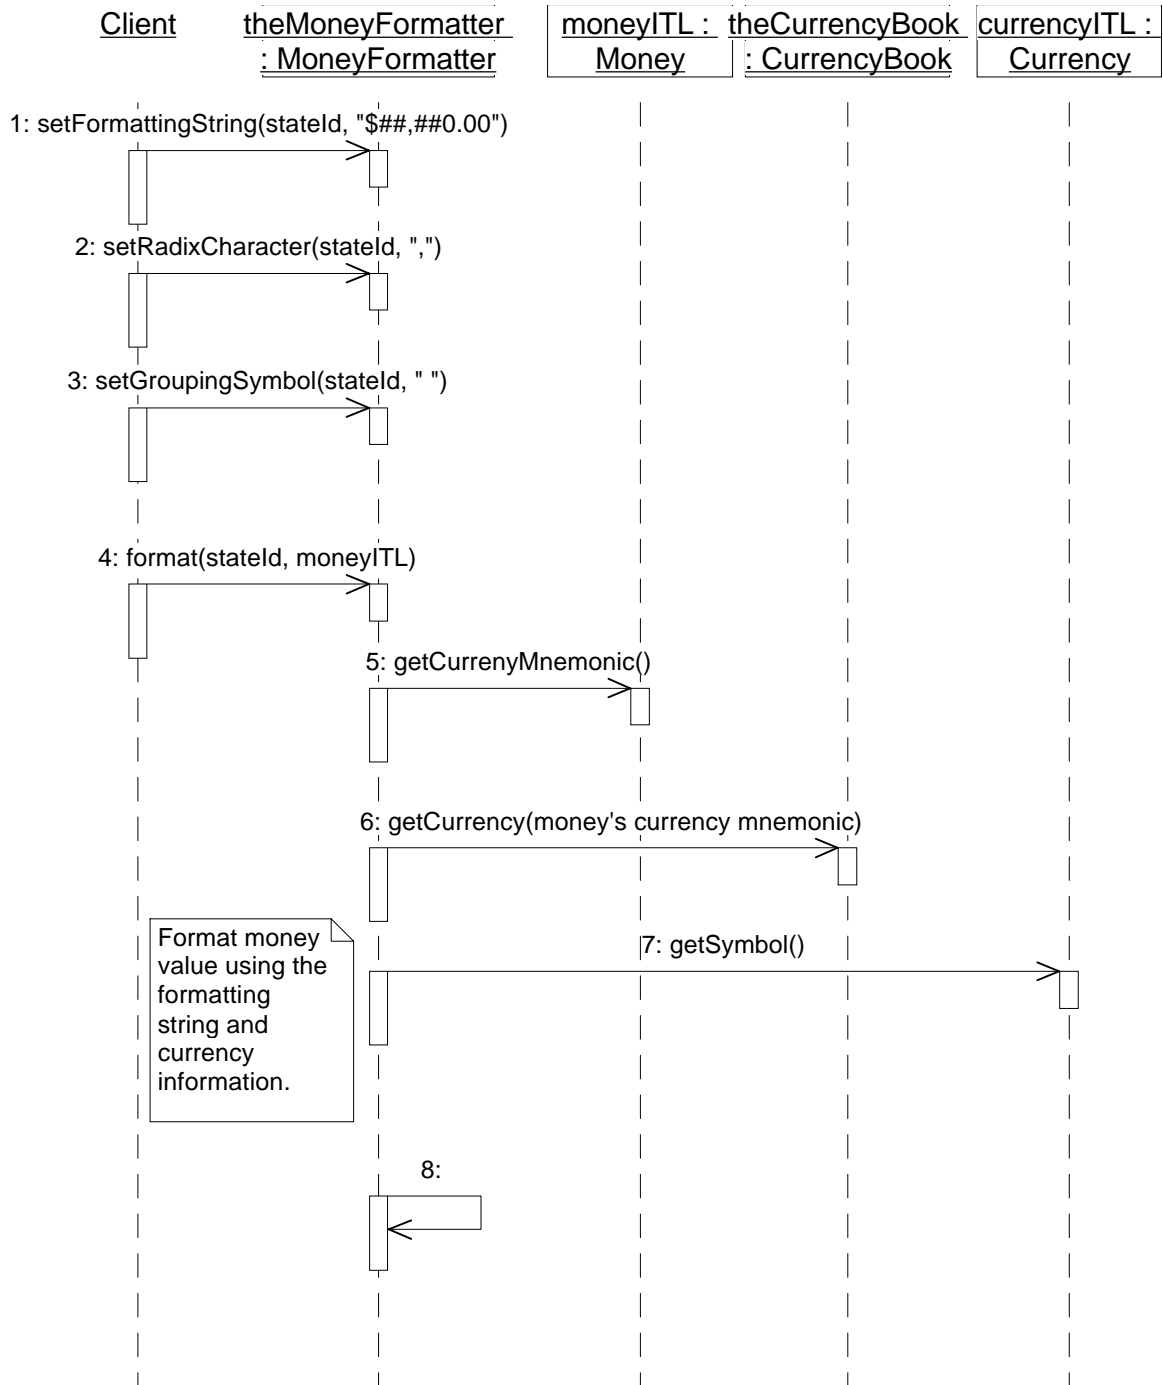 Client
theMoneyFormatter
: MoneyFormatter
moneyITL :
Money
theCurrencyBook
: CurrencyBook
currencyITL :
Currency
1: setFormattingString(stateId, "$##,##0.00")
2: setRadixCharacter(stateId, ",")
3: setGroupingSymbol(stateId, " ")
4: format(stateId, moneyITL)
5: getCurrenyMnemonic()
6: getCurrency(money's currency mnemonic)
7: getSymbol()
Format money
value using the
formatting
string and
currency
information.
8: